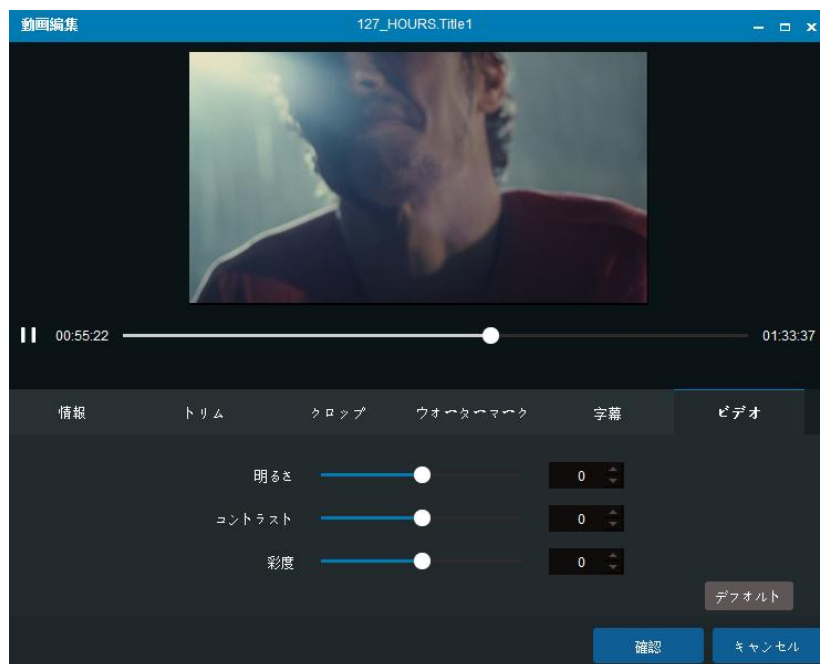 動画編集 127_HOURS.Title1
00:55:22 01:33:37
情報 トリム クロップ ウオーターマーク 字幕 ビデオ
明るさ 0
コントラスト 0
彩度 0
デフオルト
確認 キャンセル